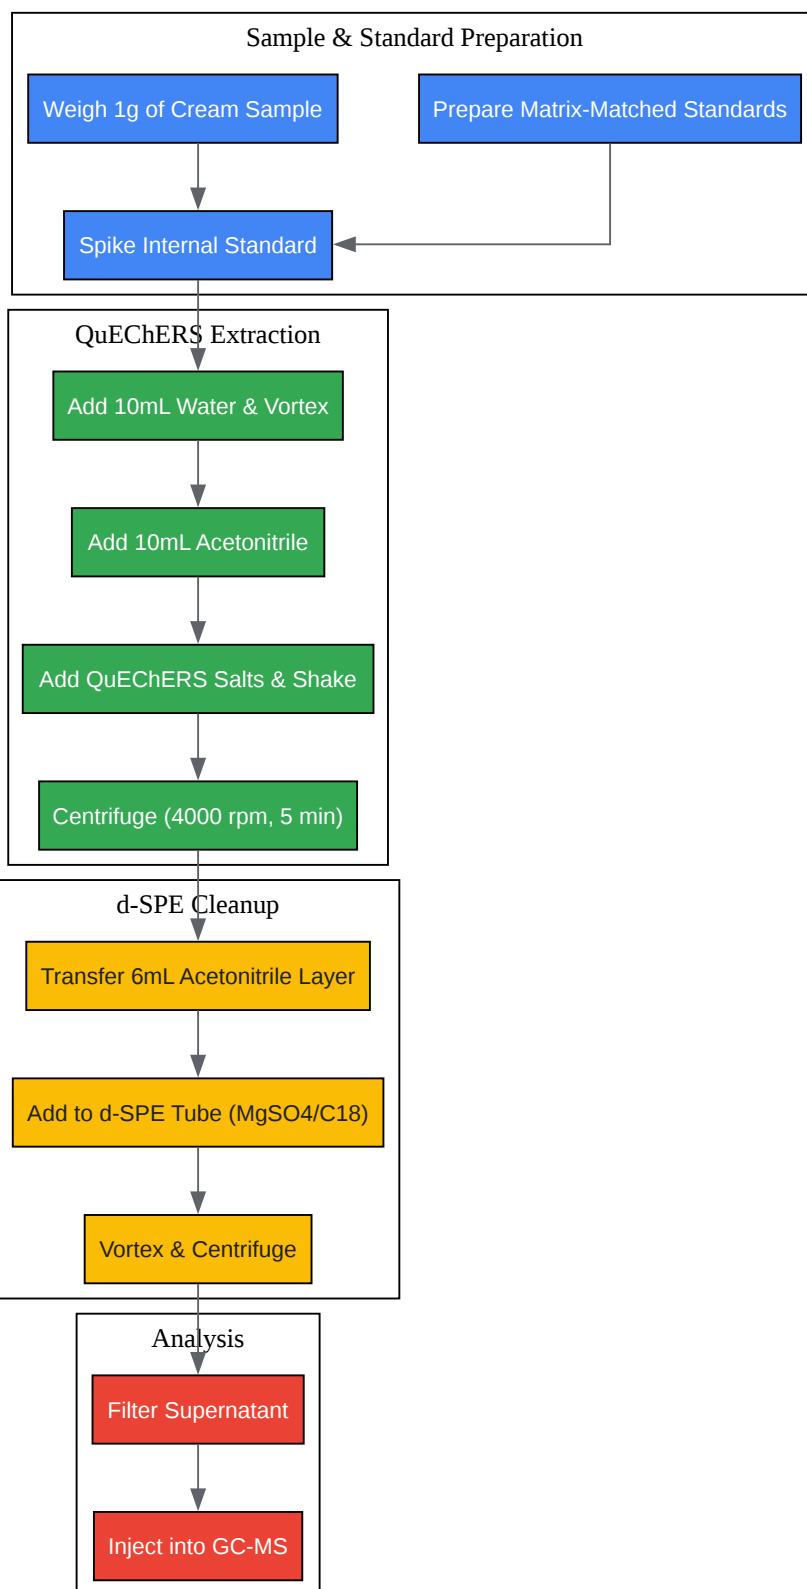 Sample & Standard Preparation
Weigh 1g of Cream Sample
Prepare Matrix-Matched Standards
Spike Internal Standard
QuEChERS Extraction
Add 10mL Water & Vortex
Add 10mL Acetonitrile
Add QuEChERS Salts & Shake
Centrifuge (4000 rpm, 5 min)
d-SPE Cleanup
Transfer 6mL Acetonitrile Layer
Add to d-SPE Tube (MgSO4/C18)
Vortex & Centrifuge
Analysis
Filter Supernatant
Inject into GC-MS